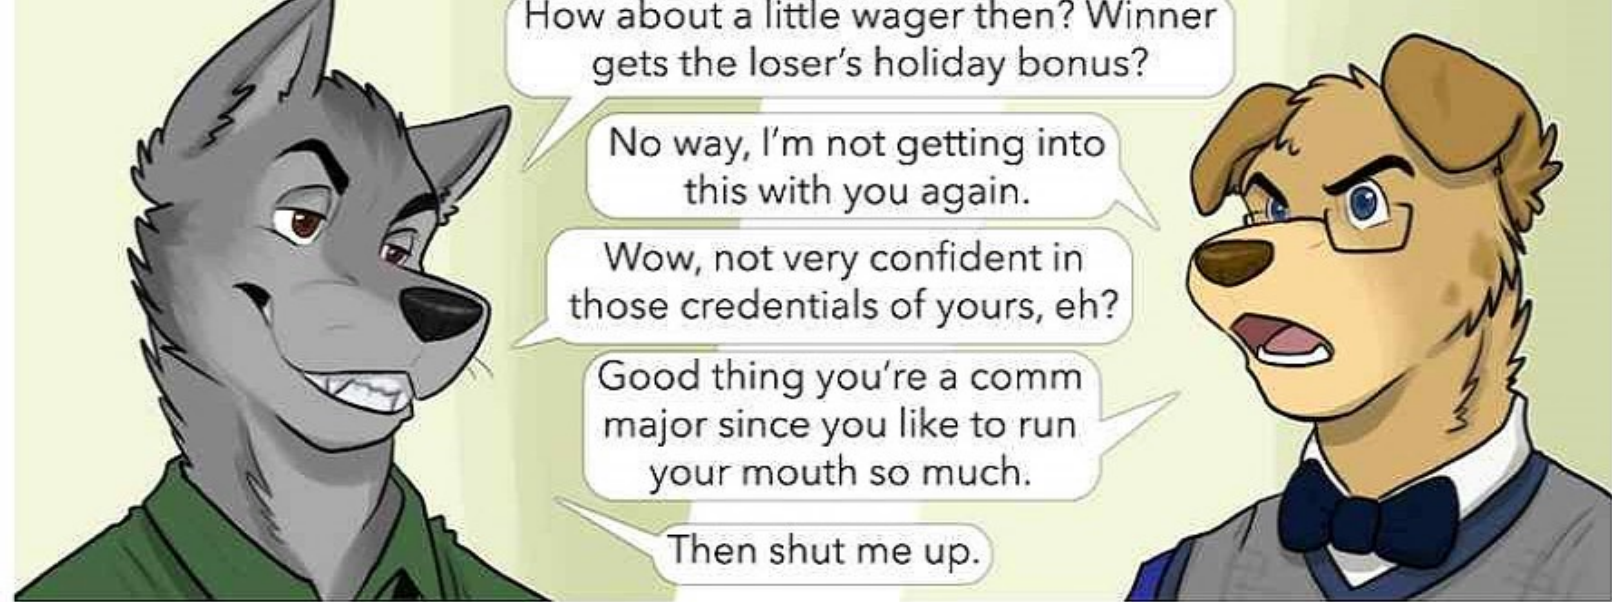 How about a little wager then? Winner
gets the loser's holiday bonus?
No way, I'm not getting into
this with you again.
Wow, not very confident in
those credentials of yours, eh?
Good thing you're a comm
major since you like to run
your mouth so much.
Then shut me up.